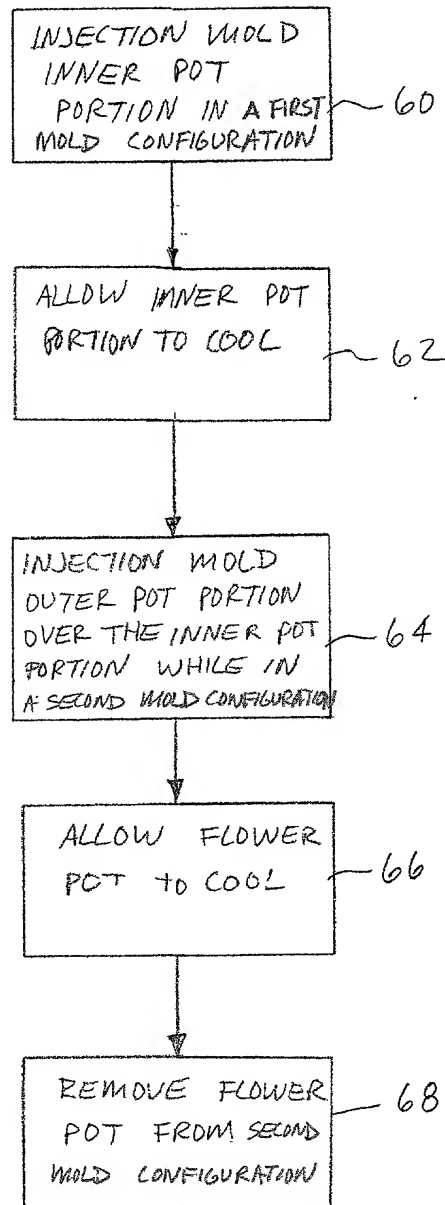 INJECTION MOLD
INNER POT
PORTION IN A FIRST
MOLD CONFIGURATION
60
ALLOW INNER POT
PORTION TO COOL
62
INJECTION MOLD
OUTER POT PORTION
OVER THE INNER POT
PORTION WHILE IN
A SECOND MOLD CONFIGURATION
64
ALLOW FLOWER
POT TO COOL
66
REMOVE FLOWER
POT FROM SECOND
MOLD CONFIGURATION
68